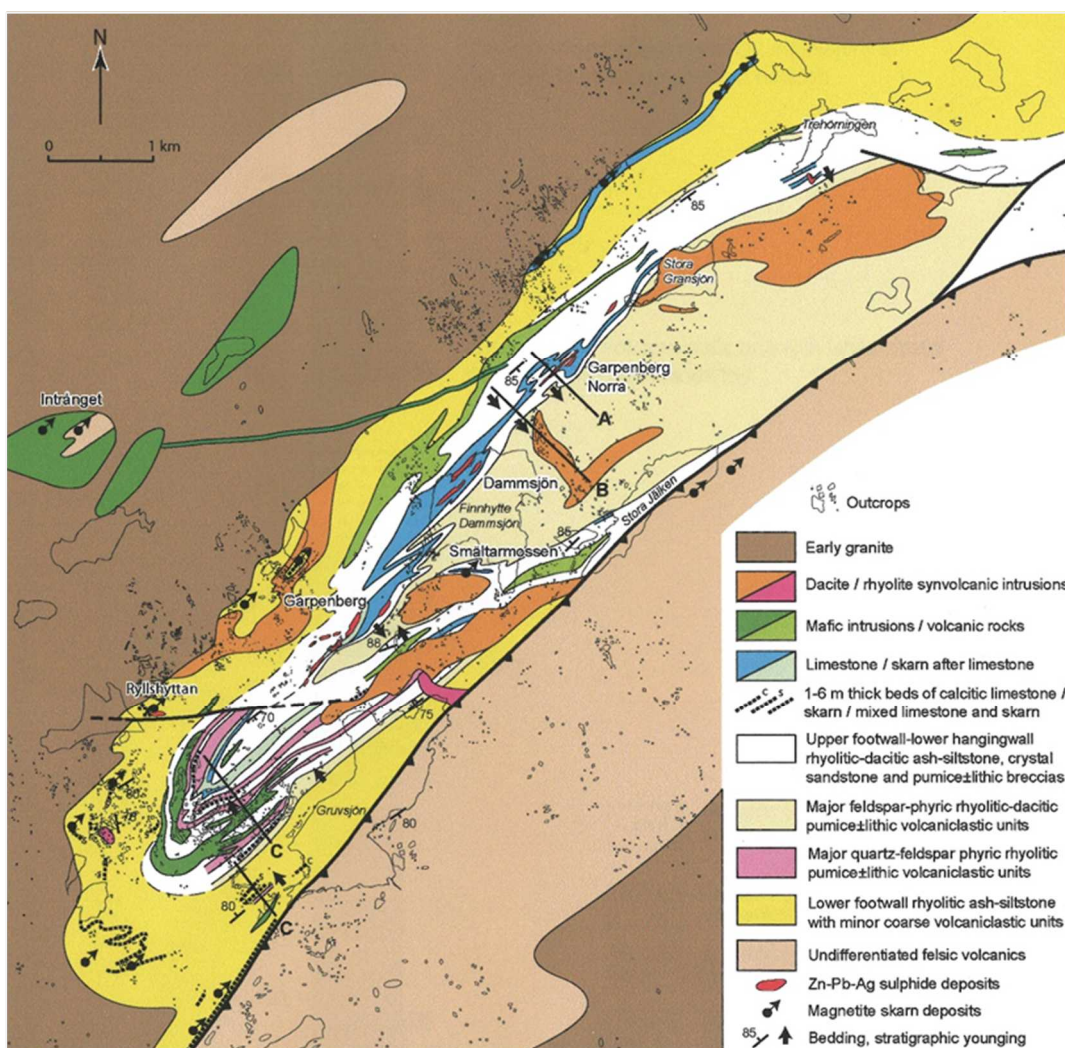 N
0 1 km
Trehörningen
85
Stora
Gransjön
85
Garpenberg
Norra
A
Intrånget
B
Dammsjön
Finnhytte
Dammsjön
Stora Jälken
85
Smältarmossen
Garpenberg
88
Ryllshyttan
70
75
Gruvsjön
80
C
80
C
Outcrops
Early granite
Dacite / rhyolite synvolcanic intrusions
Mafic intrusions / volcanic rocks
Limestone / skarn after limestone
C S
1-6 m thick beds of calcitic limestone /
skarn / mixed limestone and skarn
Upper footwall-lower hangingwall
rhyolitic-dacitic ash-siltstone, crystal
sandstone and pumice±lithic breccias
Major feldspar-phyric rhyolitic-dacitic
pumice±lithic volcaniclastic units
Major quartz-feldspar phyric rhyolitic
pumice±lithic volcaniclastic units
Lower footwall rhyolitic ash-siltstone
with minor coarse volcaniclastic units
Undifferentiated felsic volcanics
Zn-Pb-Ag sulphide deposits
Magnetite skarn deposits
85
Bedding, stratigraphic younging